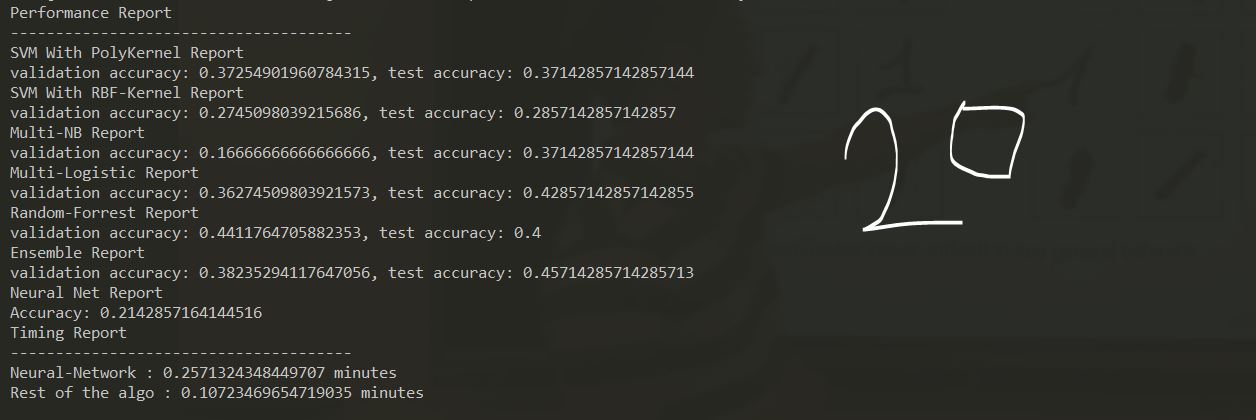 Performance Report
-------------------------------------
SVM With PolyKernel Report
validation accuracy: 0.37254901960784315, test accuracy: 0.37142857142857144
SVM With RBF-Kernel Report
validation accuracy: 0.2745098039215686, test accuracy: 0.2857142857142857
Multi-NB Report
validation accuracy: 0.16666666666666666, test accuracy: 0.37142857142857144
Multi-Logistic Report
validation accuracy: 0.36274509803921573, test accuracy: 0.42857142857142855
Random-Forrest Report
validation accuracy: 0.4411764705882353, test accuracy: 0.4
Ensemble Report
validation accuracy: 0.38235294117647056, test accuracy: 0.45714285714285713
Neural Net Report
Accuracy: 0.2142857164144516
Timing Report
-------------------------------------
Neural-Network : 0.2571324348449707 minutes
Rest of the algo : 0.10723469654719035 minutes
2